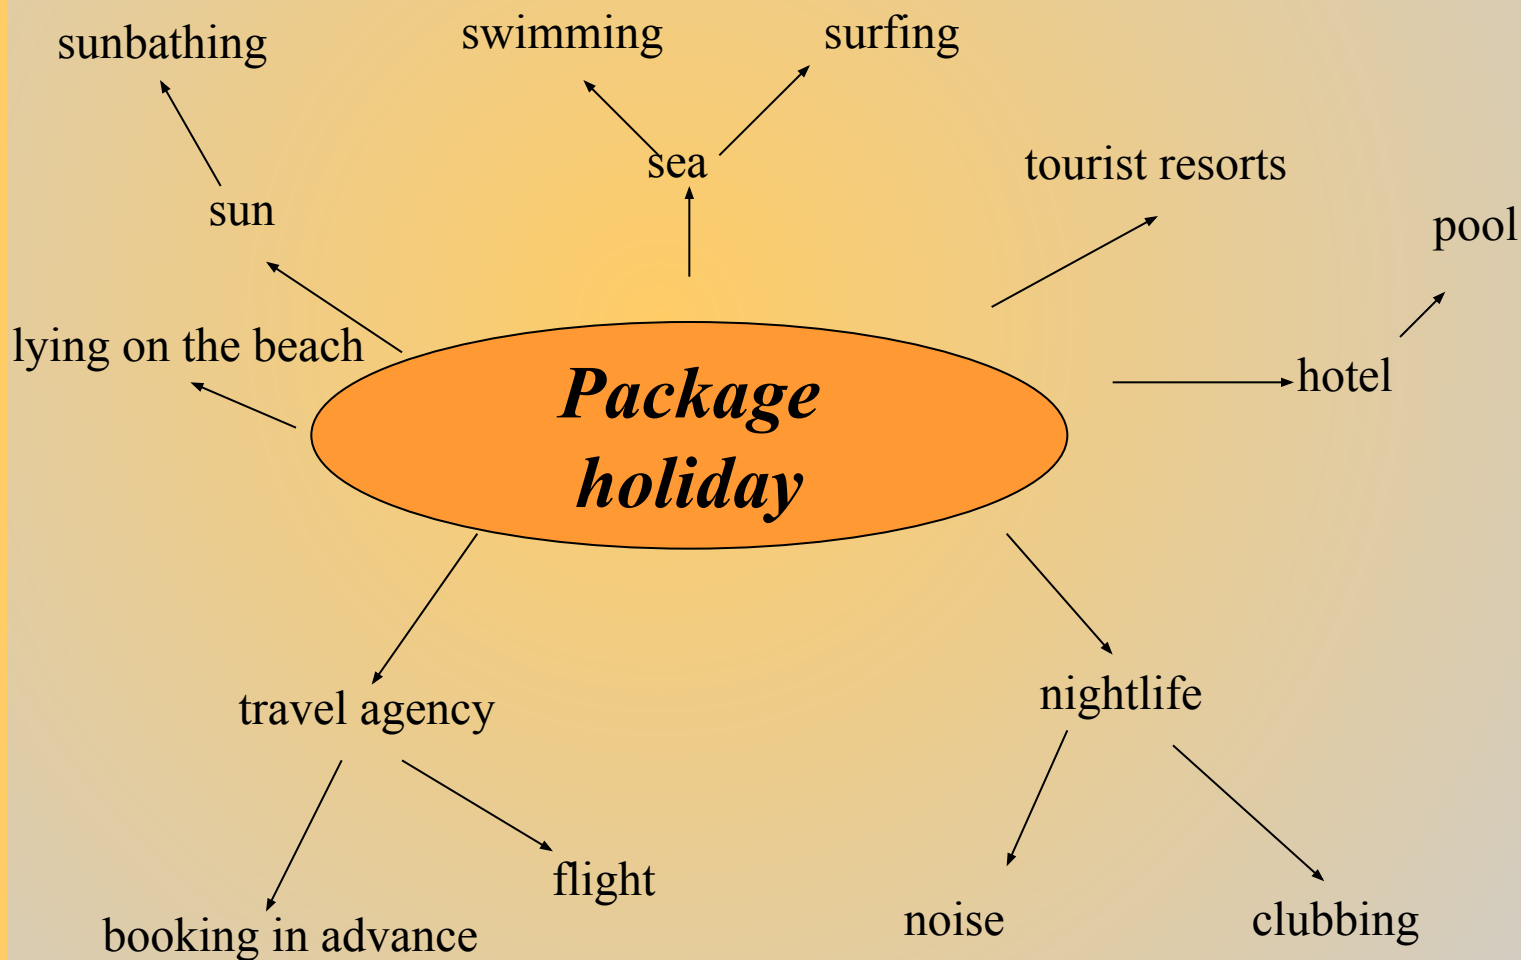 sunbathing
swimming
surfing
sea
tourist resorts
sun
pool
lying on the beach
hotel
Package
holiday
travel agency
nightlife
flight
booking in advance
noise
clubbing